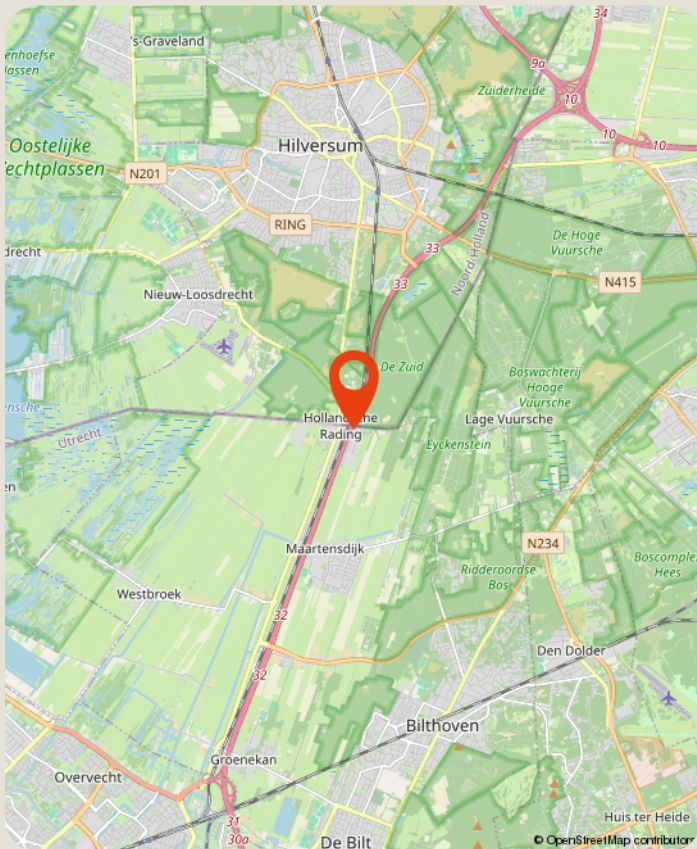 34
's-Graveland
9a
Zuiderheide
10
10
10
Hilversum
Oostelijke
N201
RING
33
33
Noord-Holland
De Hoge
Vuursche
N415
Nieuw-Loosdrecht
De Zuid
Boswachterij
Hooge
Vuursche
Lage Vuursche
Rading
Utrecht
Eyckenstein
N234
Maartensdijk
Ridderoordse
Bos
Hees
Westbroek
32
32
Den Dolder
Bilthoven
Groenekan
Overvecht
31
30a
De Bilt
Huis ter Heide
© OpenStreetMap contributors